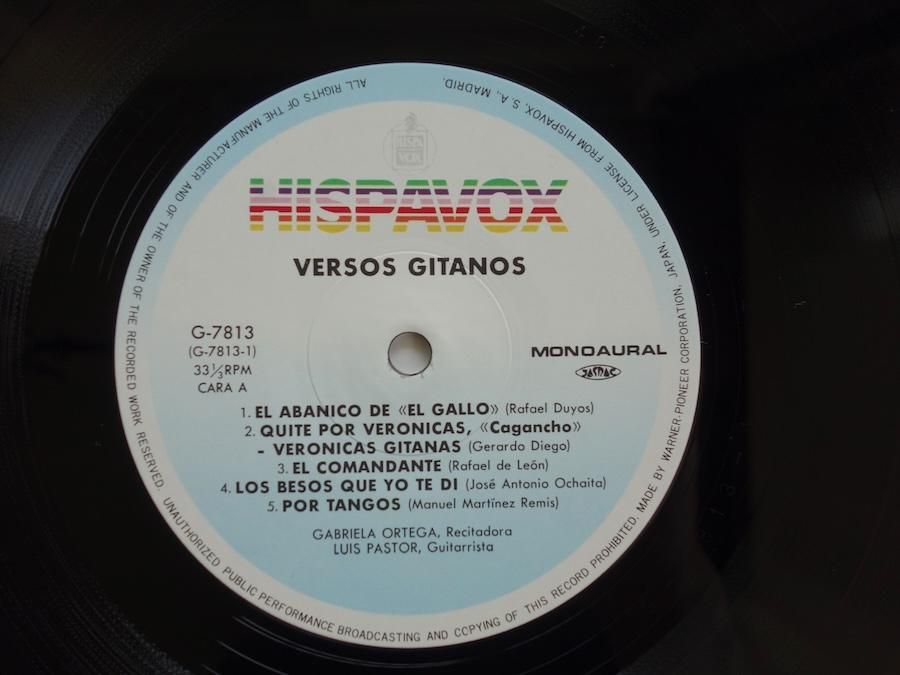 HISPA
VOX
HISPAVOX
VERSOS GITANOS
G-7813
(G-7813-1)
33⅓RPM
CARA A
MONOAURAL
JASRAC
1. EL ABANICO DE «EL GALLO» (Rafael Duyos)
2. QUITE POR VERONICAS, «Cagancho»
- VERONICAS GITANAS (Gerardo Diego)
3. EL COMANDANTE (Rafael de León)
4. LOS BESOS QUE YO TE DI (José Antonio Ochaita)
5. POR TANGOS (Manuel Martínez Remis)
GABRIELA ORTEGA, Recitadora
LUIS PASTOR, Guitarrista
ALL RIGHTS OF THE MANUFACTURER AND OF THE OWNER OF THE RECORDED WORK RESERVED. UNAUTHORIZED PUBLIC PERFORMANCE BROADCASTING AND COPYING OF THIS RECORD PROHIBITED. MADE BY WARNER-PIONEER CORPORATION, JAPAN, UNDER LICENSE FROM HISPAVOX, S. A., MADRID.